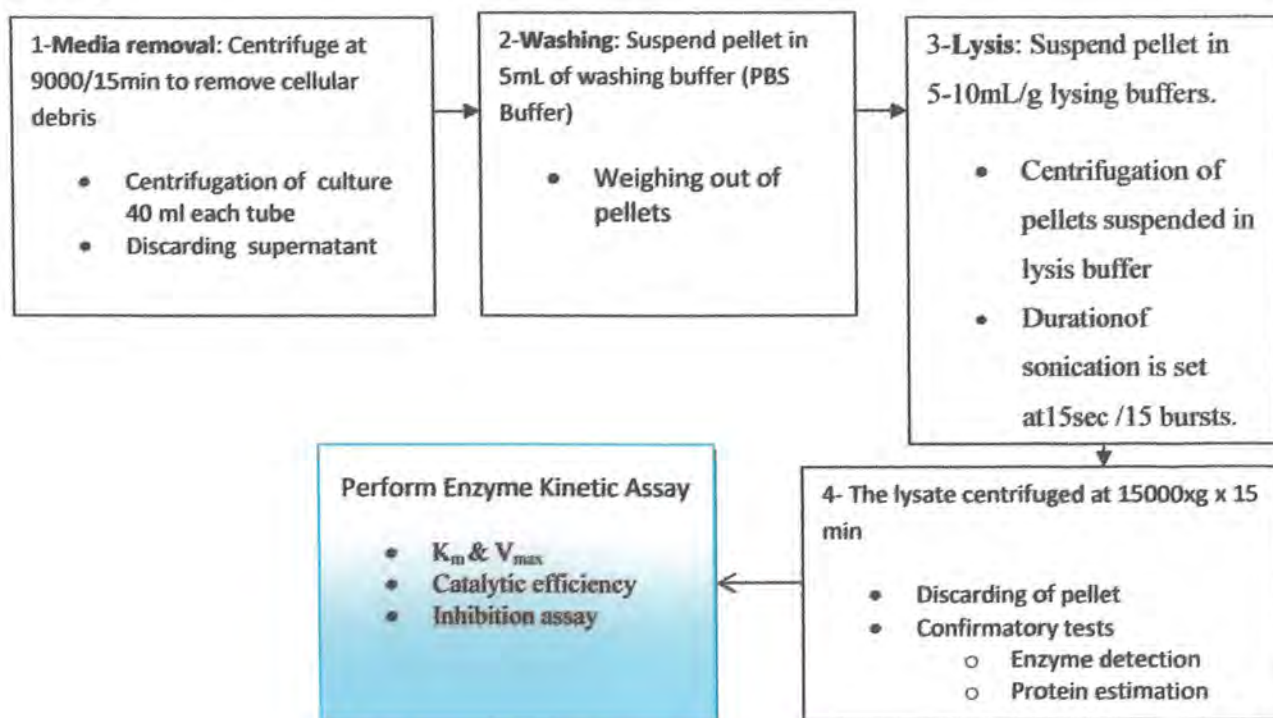 1-Media removal: Centrifuge at
9000/15min to remove cellular
debris
• Centrifugation of culture
40 ml each tube
• Discarding supernatant
2-Washing: Suspend pellet in
5mL of washing buffer (PBS
Buffer)
• Weighing out of
pellets
3-Lysis: Suspend pellet in
5-10mL/g lysing buffers.
• Centrifugation of
pellets suspended in
lysis buffer
• Durationof
sonication is set
at15sec /15 bursts.
4- The lysate centrifuged at 15000xg x 15
min
• Discarding of pellet
• Confirmatory tests
o Enzyme detection
o Protein estimation
Perform Enzyme Kinetic Assay
• Km & Vmax
• Catalytic efficiency
• Inhibition assay